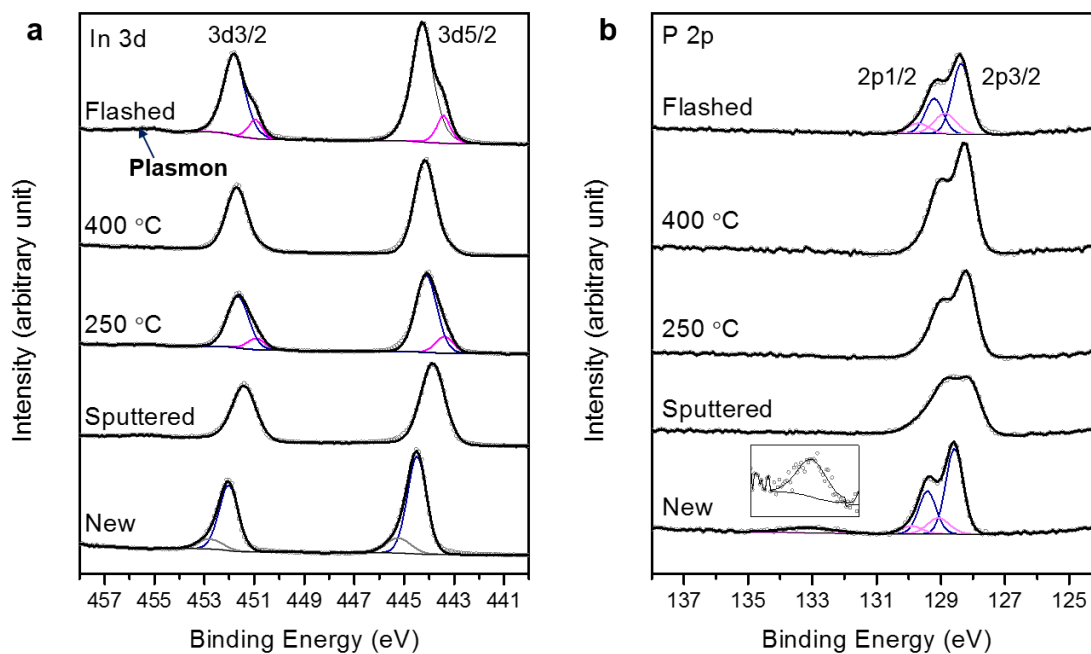 a
In 3d
3d3/2
3d5/2
Flashed
Plasmon
400 °C
250 °C
Sputtered
New
Intensity (arbitrary unit)
457 455 453 451 449 447 445 443 441
Binding Energy (eV)
b
P 2p
2p1/2
2p3/2
Flashed
400 °C
250 °C
Sputtered
New
Intensity (arbitrary unit)
137 135 133 131 129 127 125
Binding Energy (eV)